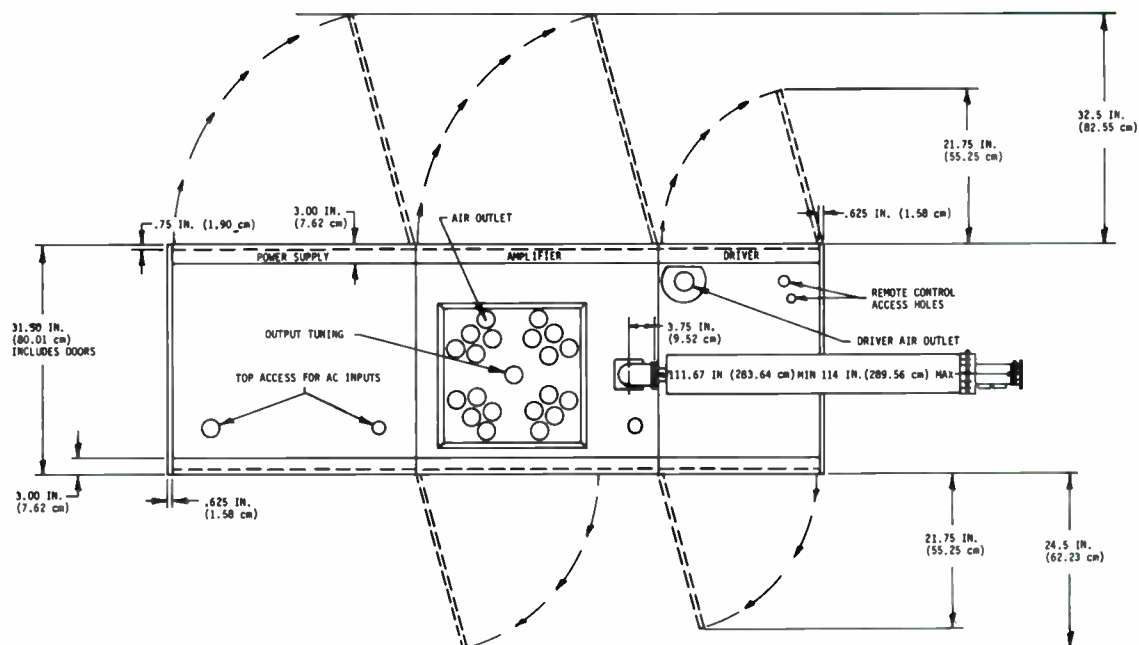 32.5 IN.
(82.55 cm)
21.75 IN.
(55.25 cm)
.75 IN. (1.90 cm)
3.00 IN.
(7.62 cm)
AIR OUTLET
.625 IN. (1.58 cm)
POWER SUPPLY
AMPLIFIER
DRIVER
REMOTE CONTROL
ACCESS HOLES
31.50 IN.
(80.01 cm)
INCLUDES DOORS
OUTPUT TUNING
3.75 IN.
(9.52 cm)
DRIVER AIR OUTLET
TOP ACCESS FOR AC INPUTS
111.67 IN (283.64 cm) MIN 114 IN. (289.56 cm) MAX
3.00 IN.
(7.62 cm)
.625 IN.
(1.58 cm)
21.75 IN.
(55.25 cm)
24.5 IN.
(62.23 cm)